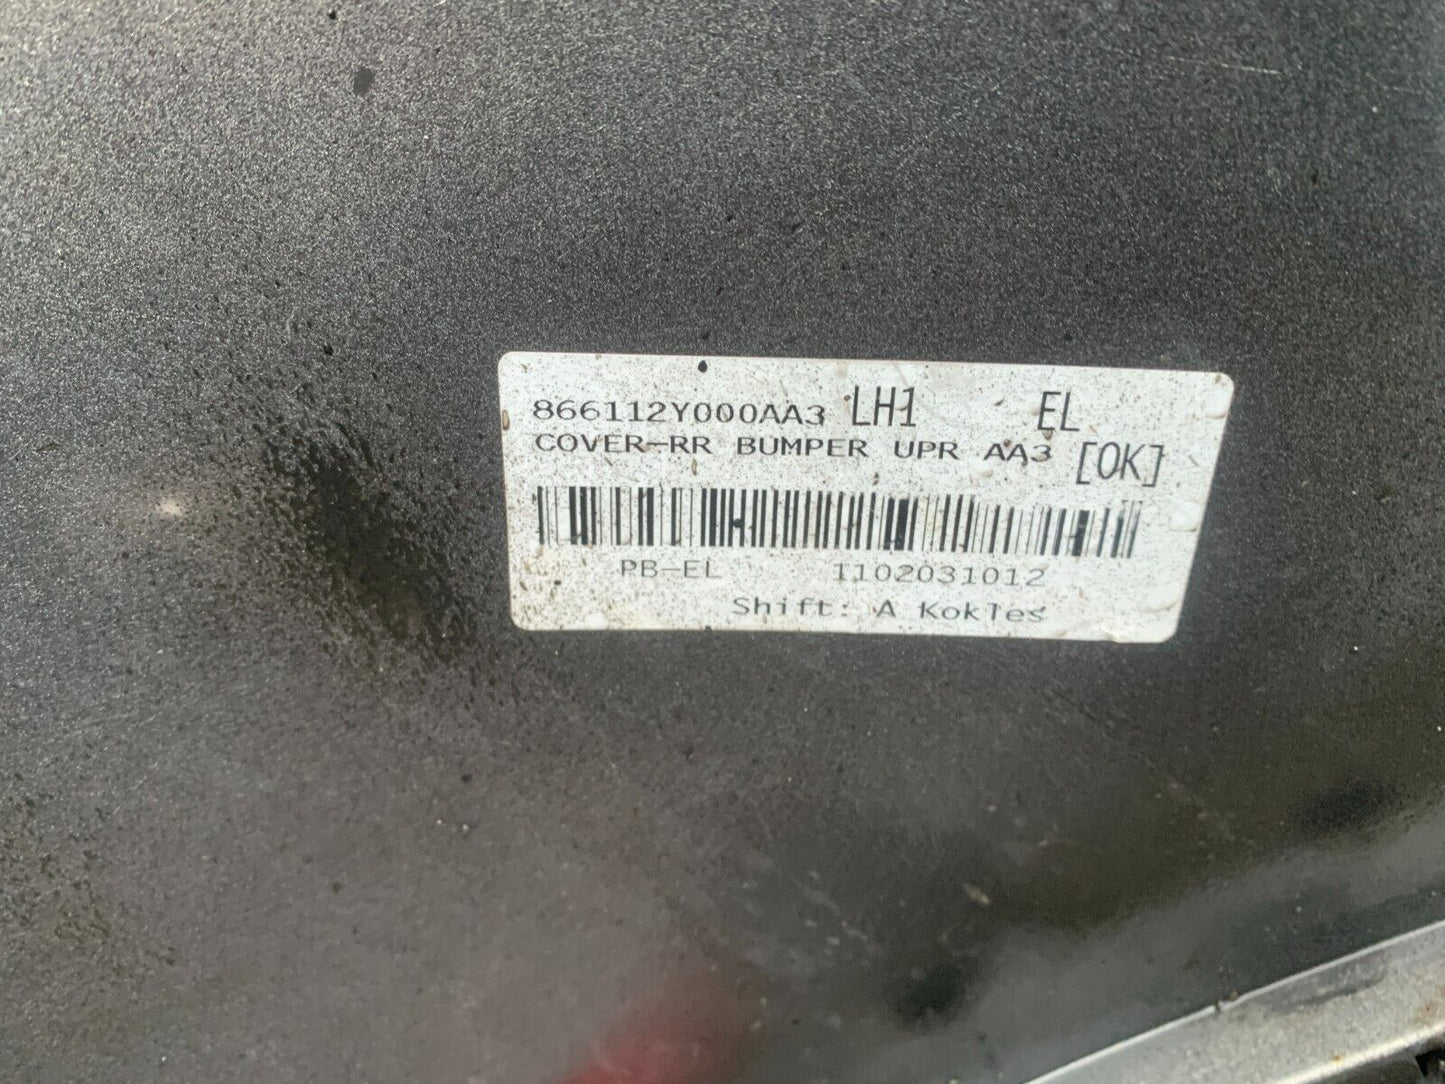 866112Y000AA3 LH1 EL
COVER-RR BUMPER UPR AA3 [OK]
PB-EL 1102031012
Shift: A Kokles